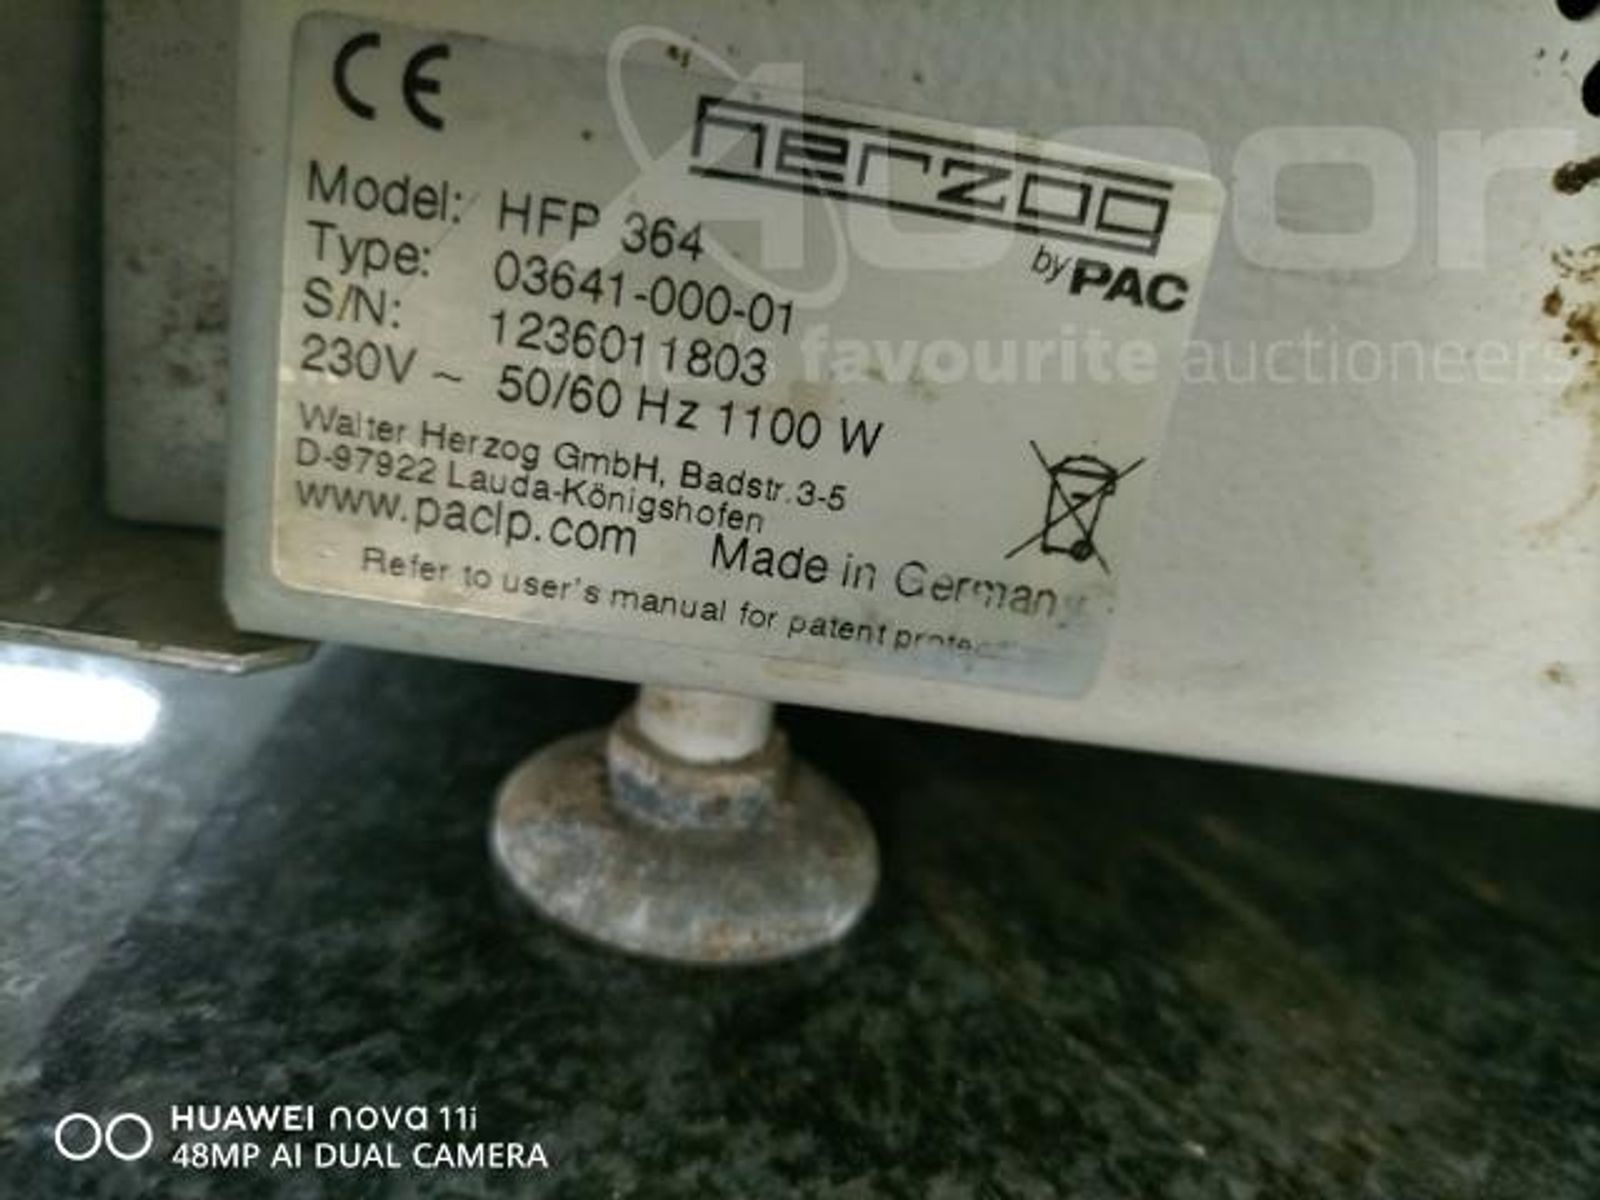 CE
herzog
by PAC
Model: HFP 364
Type: 03641-000-01
S/N: 1236011803
230V ~ 50/60 Hz 1100 W
Walter Herzog GmbH, Badstr. 3-5
D-97922 Lauda-Königshofen
www.paclp.com Made in Germany
Refer to user's manual for patent
favourite auctioneers
HUAWEI nova 11i
48MP AI DUAL CAMERA